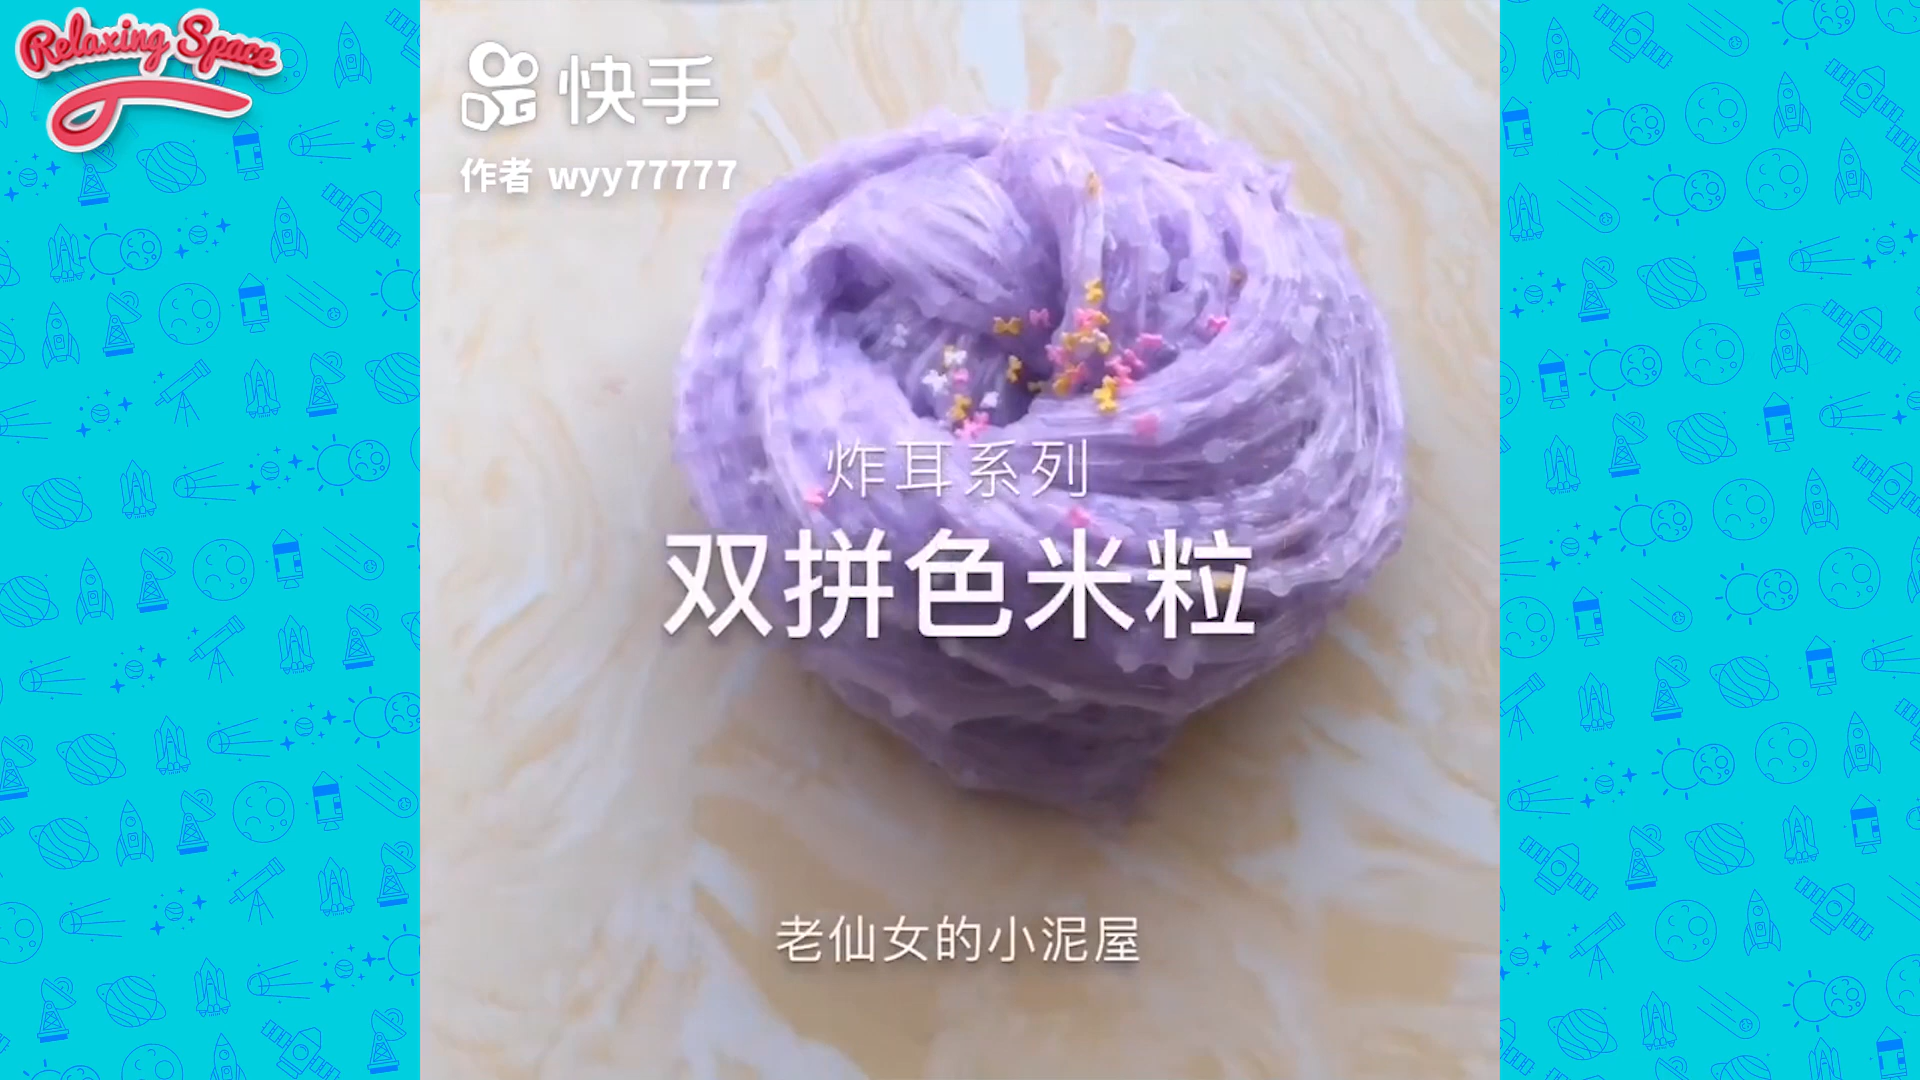 Relaxing Space
快手
作者 wyy77777
炸耳系列
双拼色米粒
老仙女的小泥屋